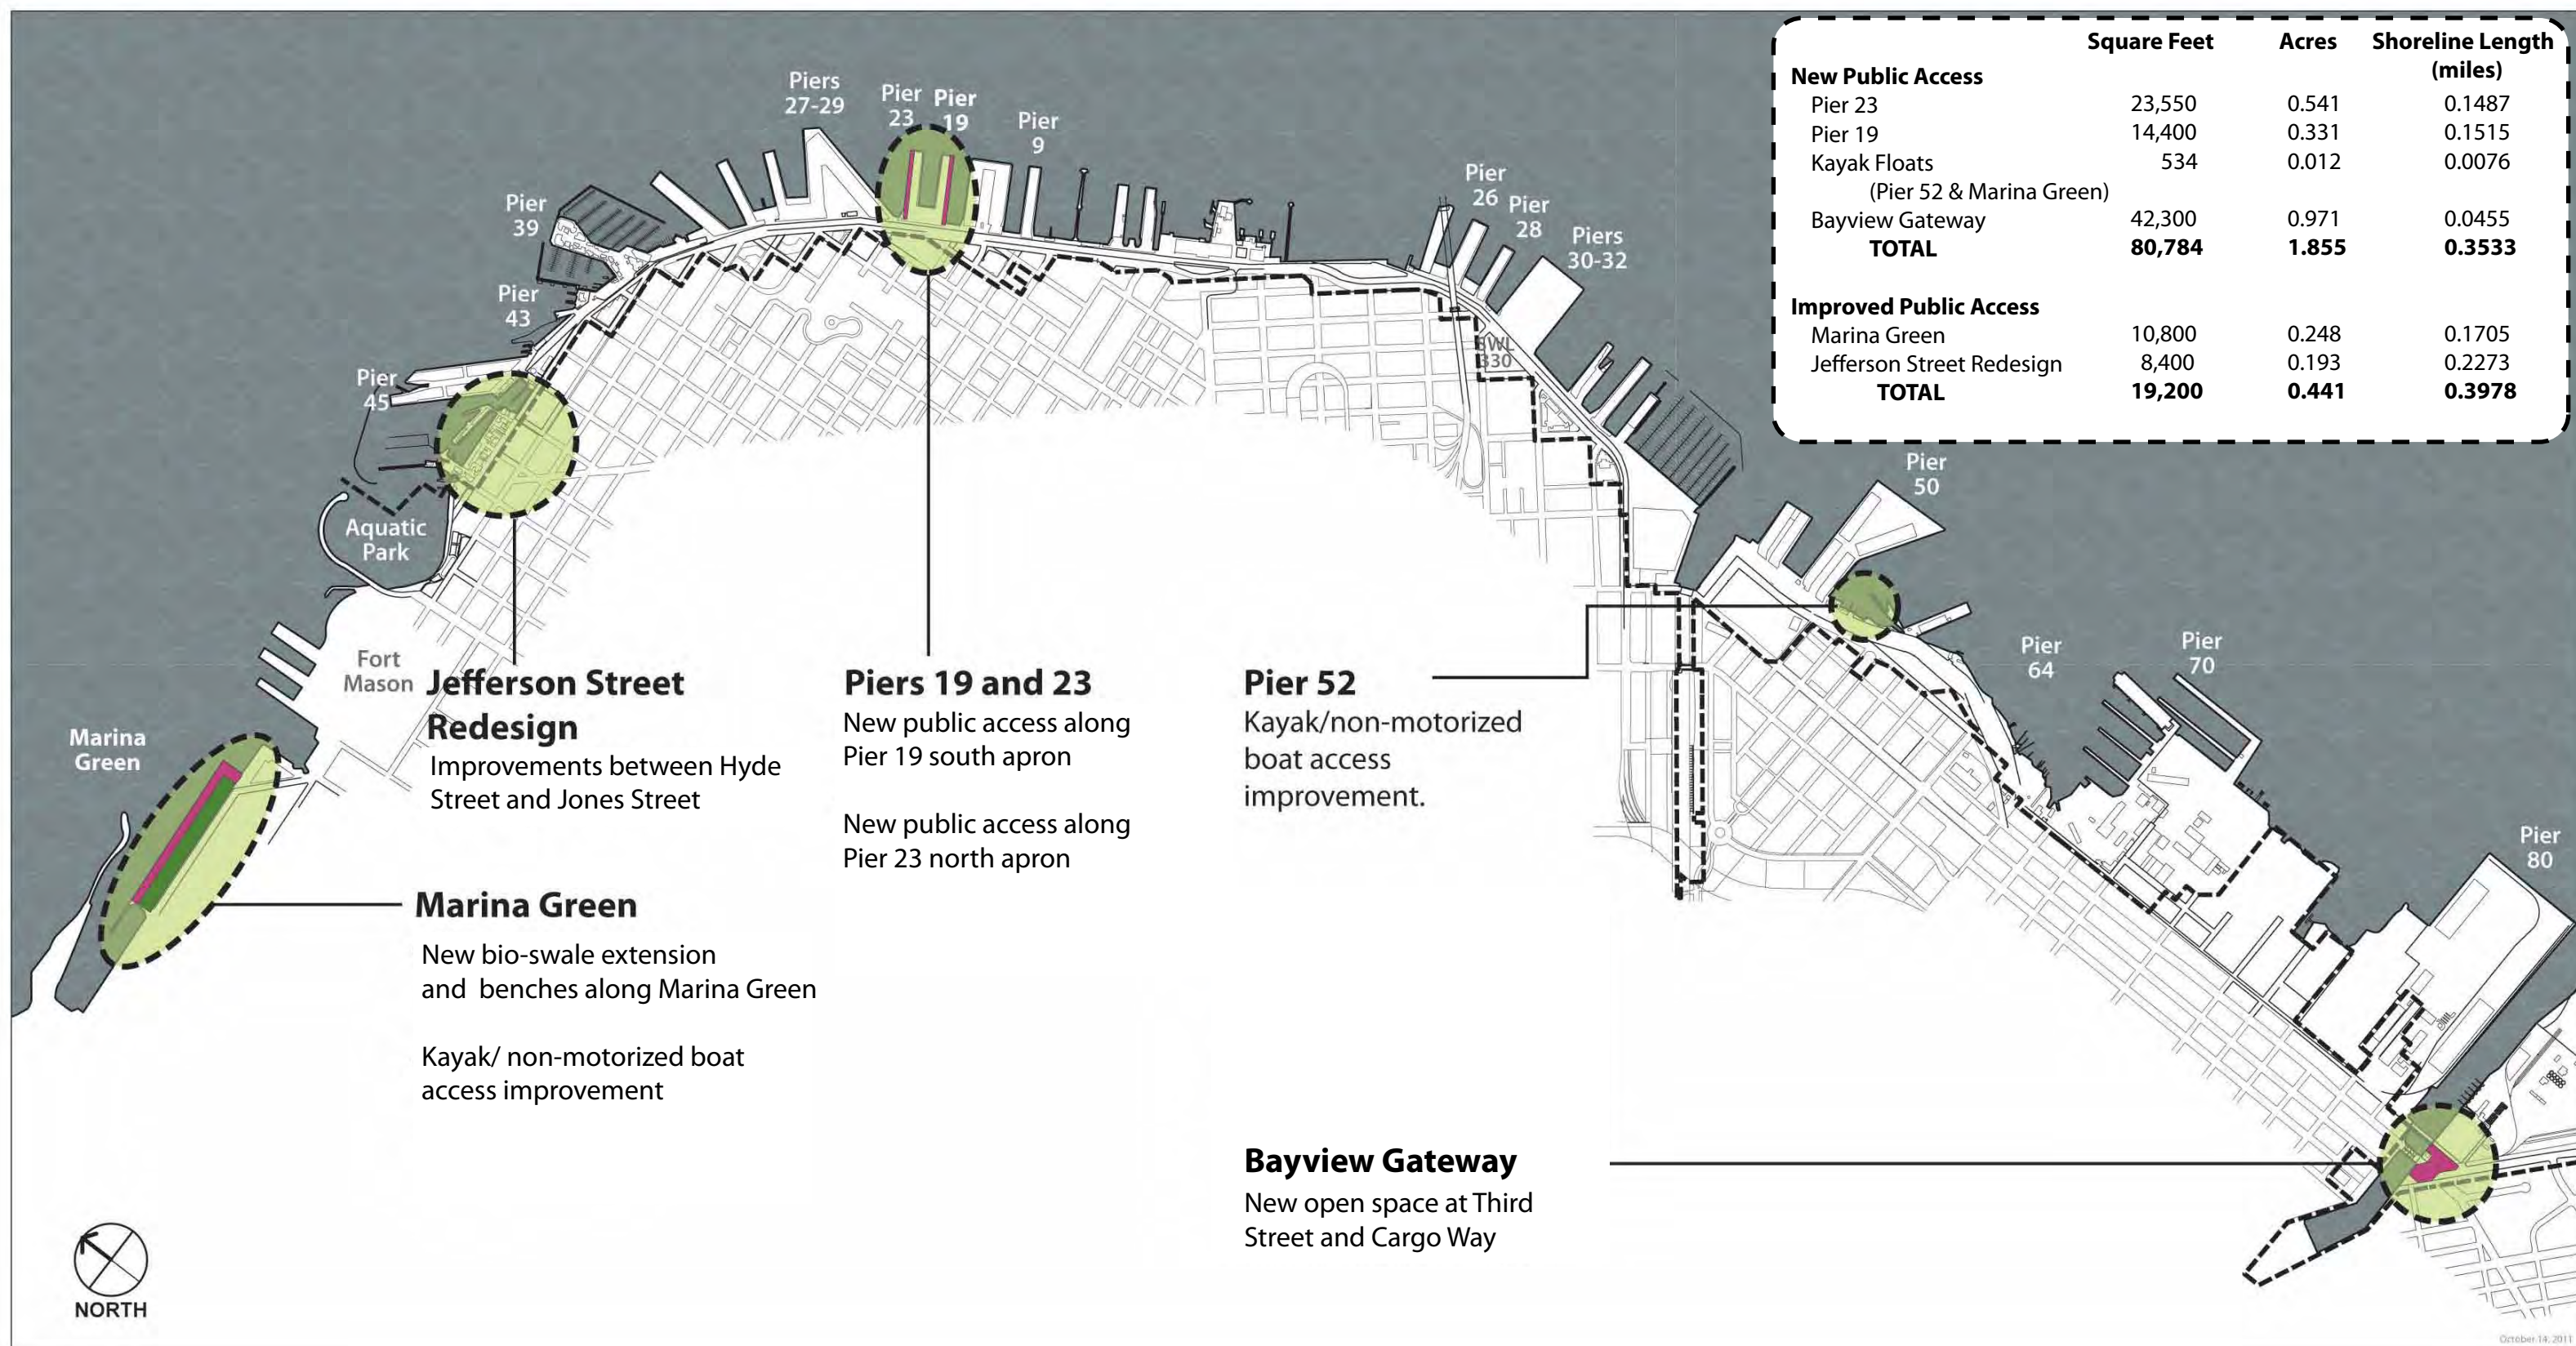 Square Feet Acres Shoreline Length
(miles)
New Public Access
Pier 23 23,550 0.541 0.1487
Pier 19 14,400 0.331 0.1515
Kayak Floats 534 0.012 0.0076
(Pier 52 & Marina Green)
Bayview Gateway 42,300 0.971 0.0455
TOTAL 80,784 1.855 0.3533
Improved Public Access
Marina Green 10,800 0.248 0.1705
Jefferson Street Redesign 8,400 0.193 0.2273
TOTAL 19,200 0.441 0.3978
Piers
27-29
Pier
23
Pier
19
Pier
9
Pier
39
Pier
43
Pier
45
Aquatic
Park
Fort
Mason
Marina
Green
Pier
26
Pier
28
Piers
30-32
SWL
330
Pier
50
Pier
64
Pier
70
Pier
80
Jefferson Street
Redesign
Improvements between Hyde
Street and Jones Street
Piers 19 and 23
New public access along
Pier 19 south apron
New public access along
Pier 23 north apron
Pier 52
Kayak/non-motorized
boat access
improvement.
Marina Green
New bio-swale extension
and benches along Marina Green
Kayak/ non-motorized boat
access improvement
Bayview Gateway
New open space at Third
Street and Cargo Way
NORTH
October 14, 2011